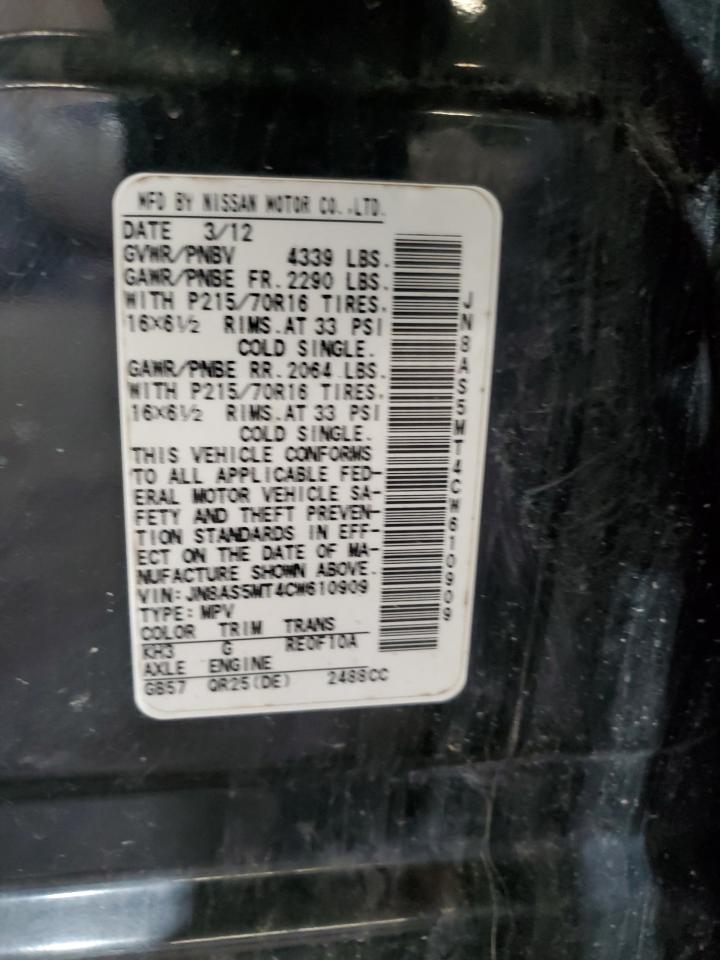 MFD BY NISSAN MOTOR CO.,LTD.
DATE 3/12
GVWR/PNBV 4339 LBS.
GAWR/PNBE FR. 2290 LBS.
WITH P215/70R16 TIRES.
16X6½ RIMS. AT 33 PSI
COLD SINGLE.
GAWR/PNBE RR. 2064 LBS.
WITH P215/70R16 TIRES.
16X6½ RIMS. AT 33 PSI
COLD SINGLE.
THIS VEHICLE CONFORMS
TO ALL APPLICABLE FED-
ERAL MOTOR VEHICLE SA-
FETY AND THEFT PREVEN-
TION STANDARDS IN EFF-
ECT ON THE DATE OF MA-
NUFACTURE SHOWN ABOVE.
VIN: JN8AS5MT4CW610909
TYPE: MPV
COLOR TRIM TRANS
KH3 G RE0F10A
AXLE ENGINE
GB57 QR25(DE) 2488CC
JN8AS5MT4CW610909